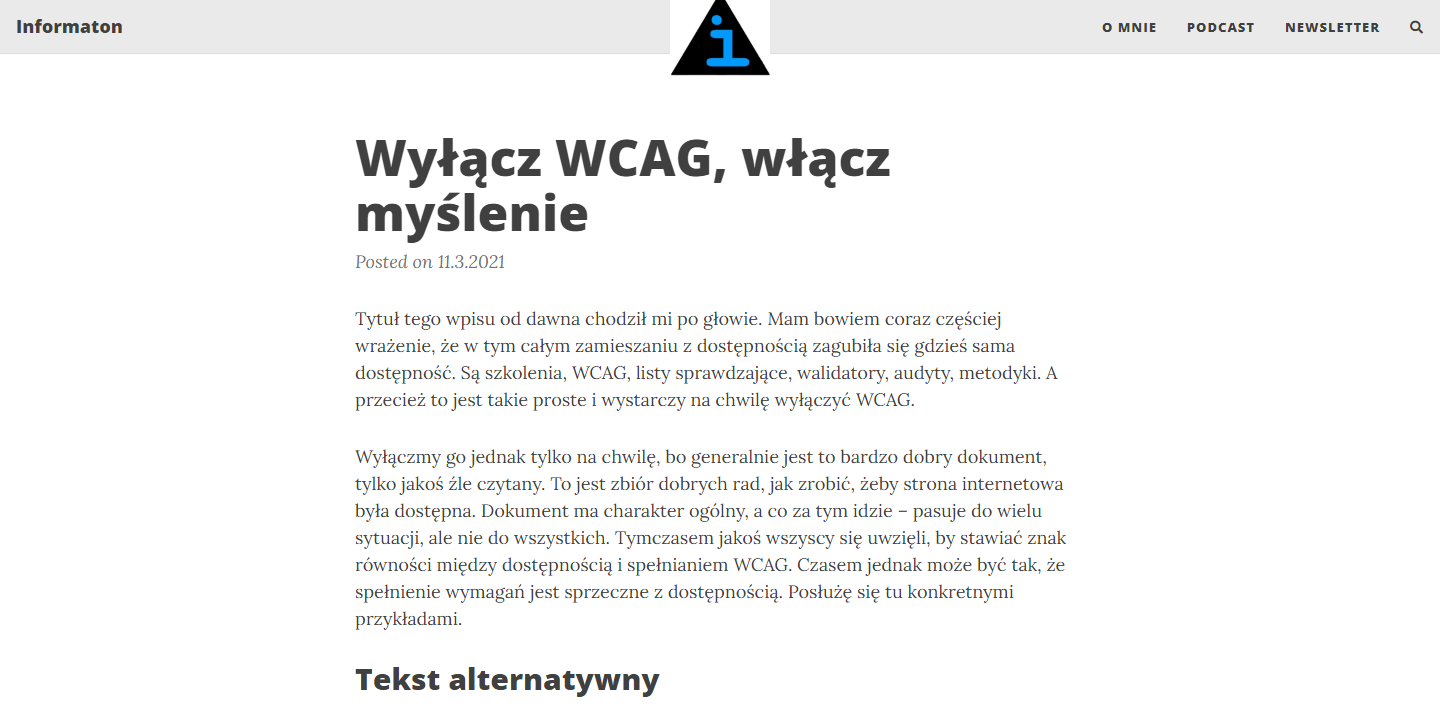 Informaton
i
O MNIE PODCAST NEWSLETTER
Wyłącz WCAG, włącz
myślenie
Posted on 11.3.2021
Tytuł tego wpisu od dawna chodził mi po głowie. Mam bowiem coraz częściej
wrażenie, że w tym całym zamieszaniu z dostępnością zagubiła się gdzieś sama
dostępność. Są szkolenia, WCAG, listy sprawdzające, walidatory, audyty, metodyki. A
przecież to jest takie proste i wystarczy na chwilę wyłączyć WCAG.
Wyłączmy go jednak tylko na chwilę, bo generalnie jest to bardzo dobry dokument,
tylko jakoś źle czytany. To jest zbiór dobrych rad, jak zrobić, żeby strona internetowa
była dostępna. Dokument ma charakter ogólny, a co za tym idzie – pasuje do wielu
sytuacji, ale nie do wszystkich. Tymczasem jakoś wszyscy się uwzięli, by stawiać znak
równości między dostępnością i spełnianiem WCAG. Czasem jednak może być tak, że
spełnienie wymagań jest sprzeczne z dostępnością. Posłużę się tu konkretnymi
przykładami.
Tekst alternatywny